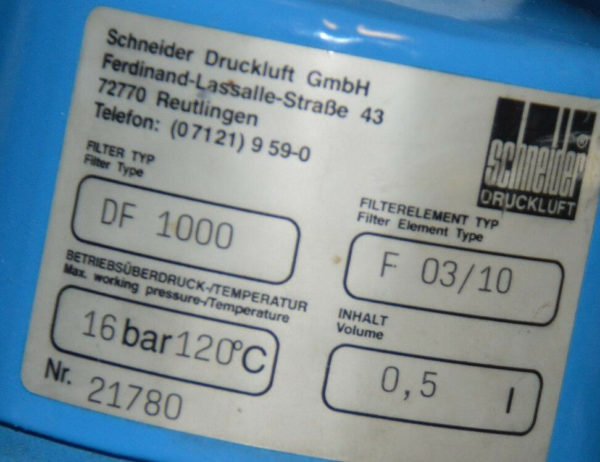 Schneider Druckluft GmbH
Ferdinand-Lassalle-Straße 43
72770 Reutlingen
Telefon: (07121) 9 59-0
schneider ®
DRUCKLUFT
FILTER TYP
Filter Type
DF 1000
FILTERELEMENT TYP
Filter Element Type
F 03/10
BETRIEBSÜBERDRUCK-/TEMPERATUR
Max. working pressure-/Temperature
16 bar 120°C
INHALT
Volume
0,5 l
Nr. 21780